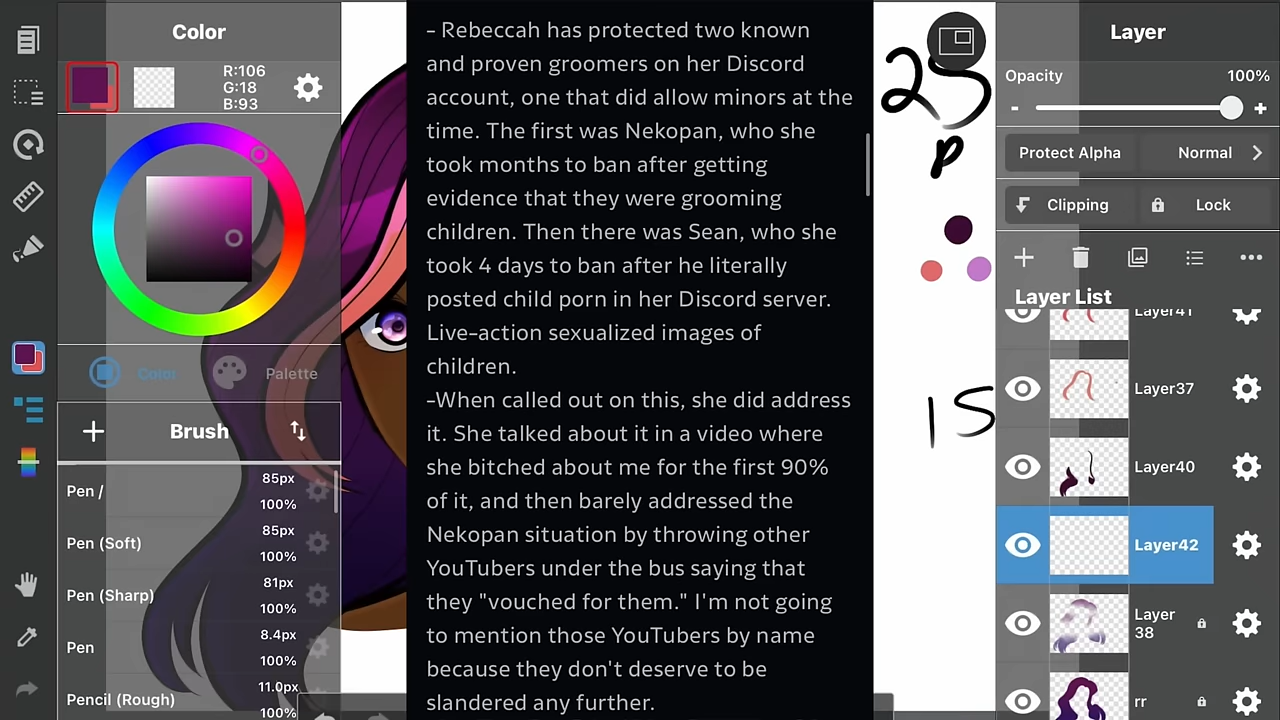 Color
R:106
G:18
B:93
Color
Palette
Brush
Pen /
85px
100%
Pen (Soft)
85px
100%
Pen (Sharp)
81px
100%
Pen
8.4px
100%
Pencil (Rough)
11.0px
100%
- Rebeccah has protected two known
and proven groomers on her Discord
account, one that did allow minors at the
time. The first was Nekopan, who she
took months to ban after getting
evidence that they were grooming
children. Then there was Sean, who she
took 4 days to ban after he literally
posted child porn in her Discord server.
Live-action sexualized images of
children.
-When called out on this, she did address
it. She talked about it in a video where
she bitched about me for the first 90%
of it, and then barely addressed the
Nekopan situation by throwing other
YouTubers under the bus saying that
they "vouched for them." I'm not going
to mention those YouTubers by name
because they don't deserve to be
slandered any further.
25
P
15
Layer
Opacity
100%
-
+
Protect Alpha
Normal
Clipping
Lock
Layer List
Layer41
Layer37
Layer40
Layer42
Layer
38
rr